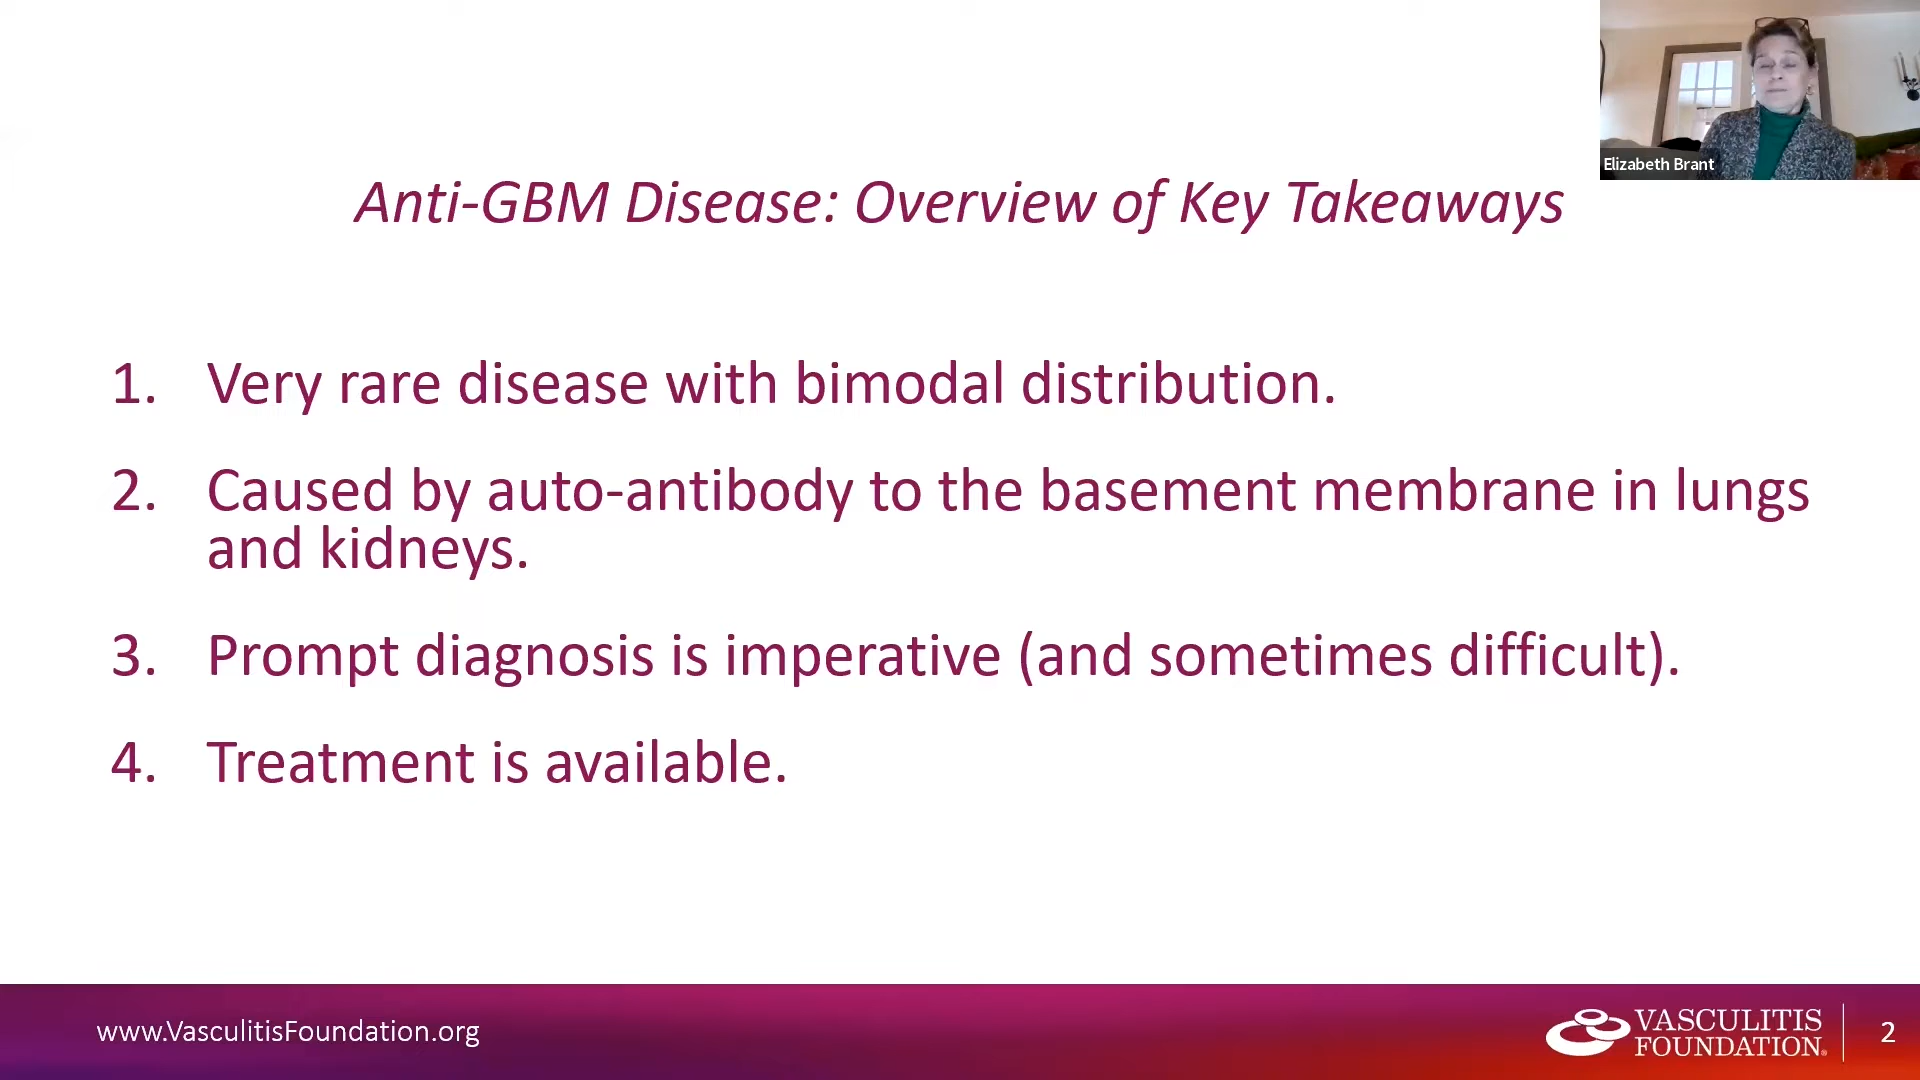 Elizabeth Brant
Anti-GBM Disease: Overview of Key Takeaways
1. Very rare disease with bimodal distribution.
2. Caused by auto-antibody to the basement membrane in lungs
and kidneys.
3. Prompt diagnosis is imperative (and sometimes difficult).
4. Treatment is available.
www.VasculitisFoundation.org
VASCULITIS
FOUNDATION®
2